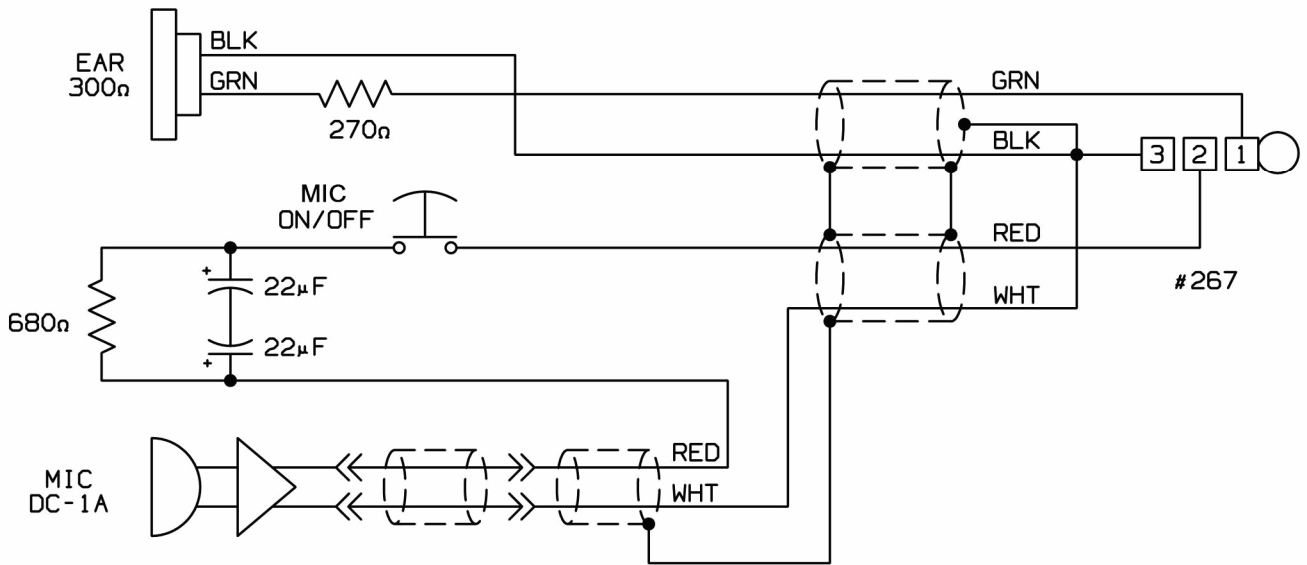 BLK
EAR
300Ω
GRN
270Ω
GRN
BLK
3 2 1
MIC
ON/OFF
RED
#267
+
22µF
WHT
680Ω
22µF
+
RED
MIC
DC-1A
WHT